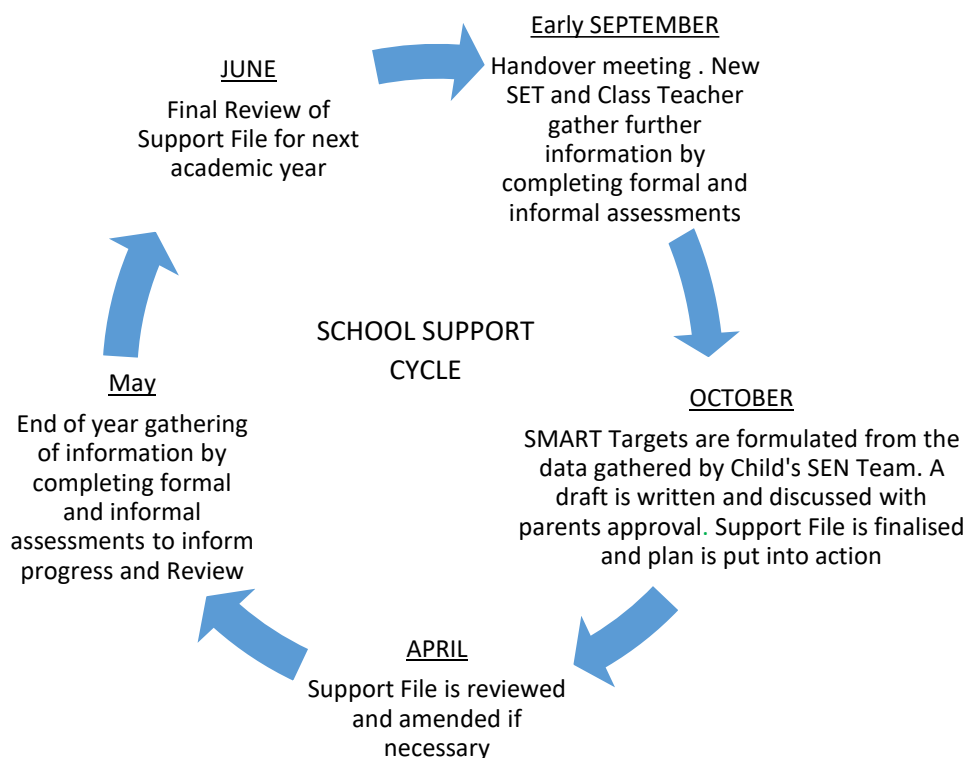 Early SEPTEMBER
Handover meeting . New
SET and Class Teacher
gather further
information by
completing formal and
informal assessments
OCTOBER
SMART Targets are formulated from the
data gathered by Child's SEN Team. A
draft is written and discussed with
parents approval. Support File is finalised
and plan is put into action
APRIL
Support File is reviewed
and amended if
necessary
May
End of year gathering
of information by
completing formal
and informal
assessments to inform
progress and Review
JUNE
Final Review of
Support File for next
academic year
SCHOOL SUPPORT
CYCLE